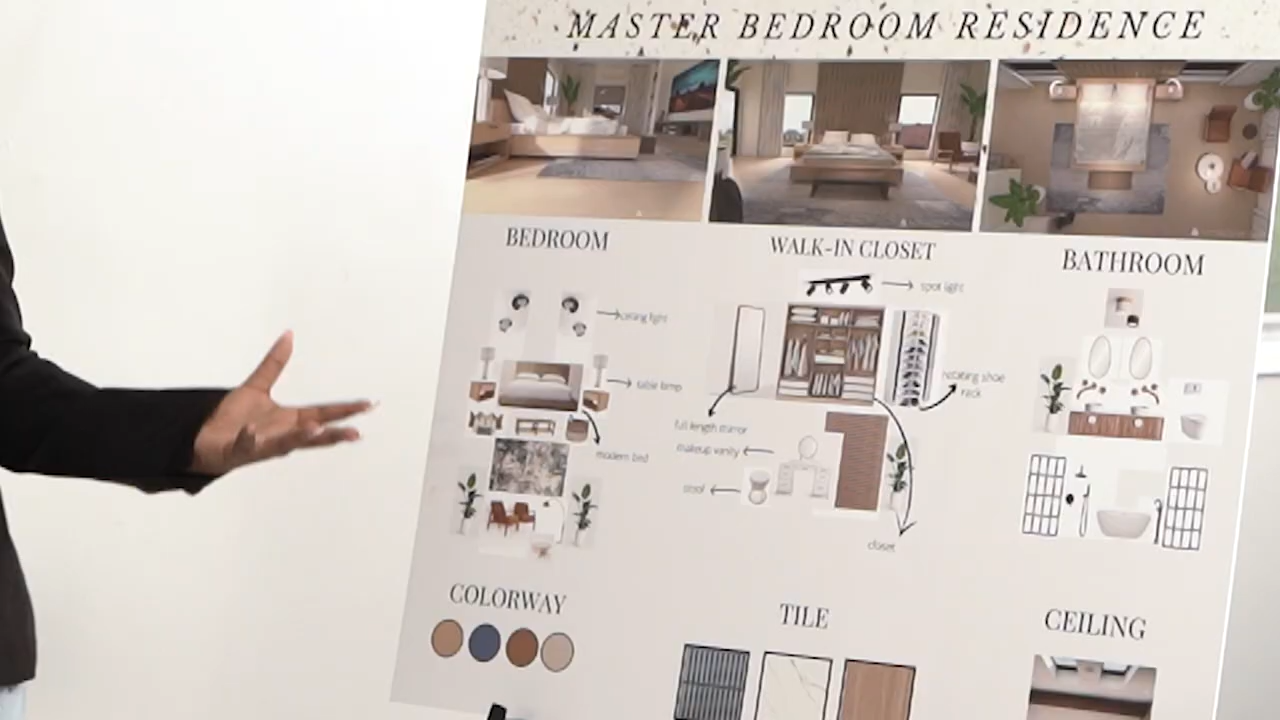 MASTER BEDROOM RESIDENCE
BEDROOM
WALK-IN CLOSET
BATHROOM
spot light
ceiling light
rotating shoe
rack
table lamp
full length mirror
makeup vanity
modern bed
stool
closet
COLORWAY
TILE
CEILING